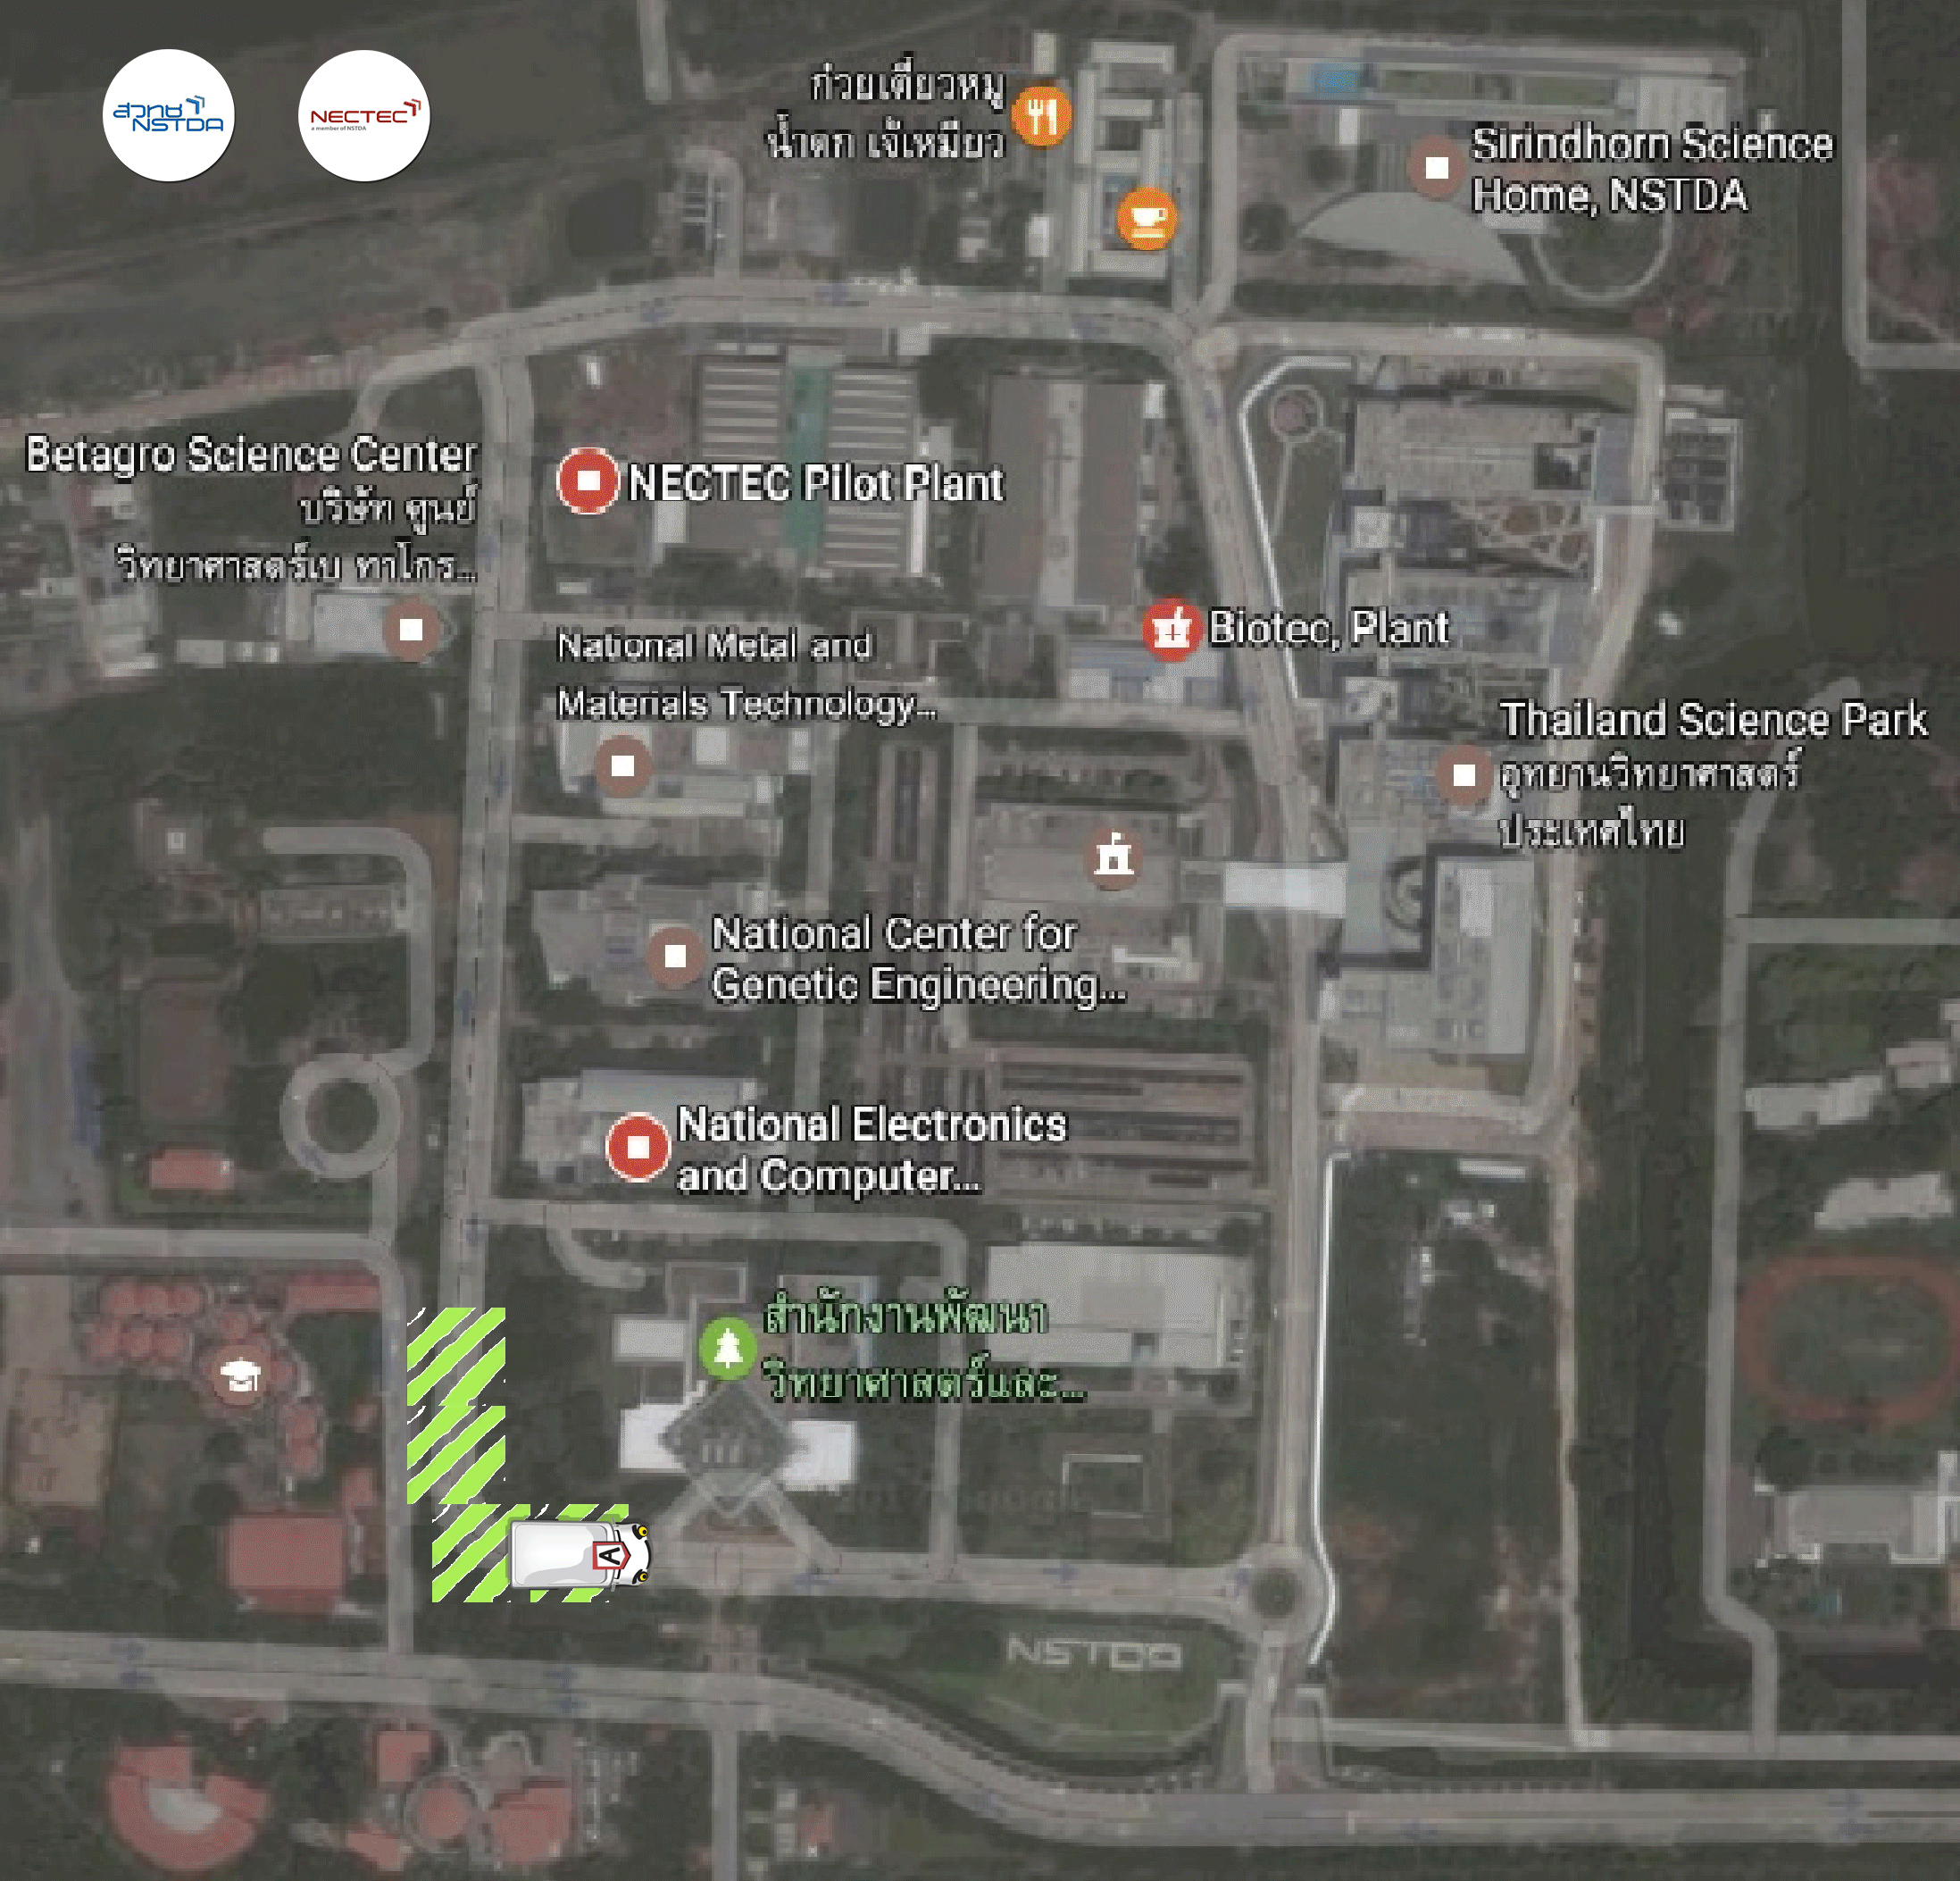 สวทช
NSTDA
NECTEC
a member of NSTDA
ก๋วยเตี๋ยวหมู
น้ำตก เจ๊เหมียว
Sirindhorn Science
Home, NSTDA
Betagro Science Center
บริษัท ศูนย์
วิทยาศาสตร์เบ ทาโกร...
NECTEC Pilot Plant
National Metal and
Materials Technology...
Biotec, Plant
Thailand Science Park
อุทยานวิทยาศาสตร์
ประเทศไทย
National Center for
Genetic Engineering...
National Electronics
and Computer...
สำนักงานพัฒนา
วิทยาศาสตร์และ...
A
NSTDA